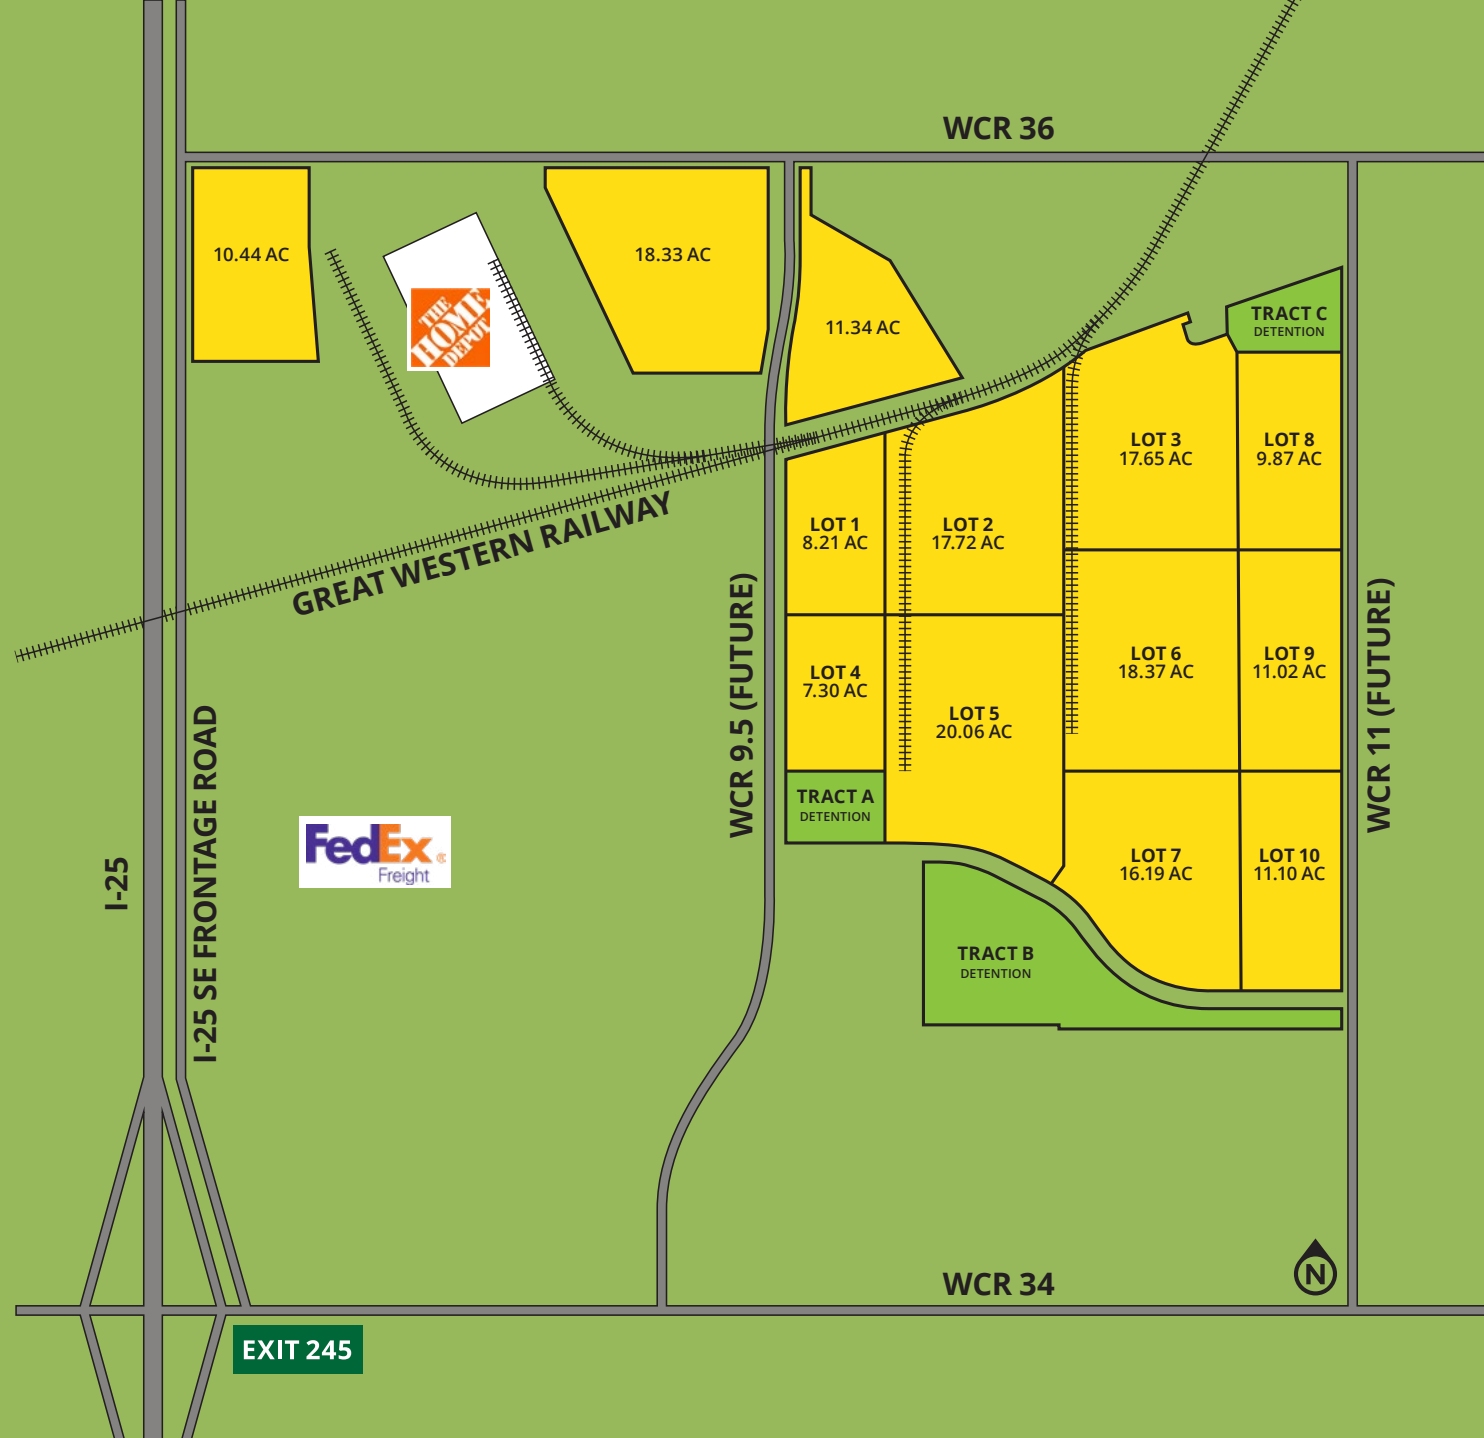 WCR 36
10.44 AC
THE
HOME
DEPOT
18.33 AC
11.34 AC
TRACT C
DETENTION
LOT 3
17.65 AC
LOT 8
9.87 AC
LOT 1
8.21 AC
LOT 2
17.72 AC
GREAT WESTERN RAILWAY
LOT 4
7.30 AC
LOT 5
20.06 AC
LOT 6
18.37 AC
LOT 9
11.02 AC
WCR 9.5 (FUTURE)
WCR 11 (FUTURE)
TRACT A
DETENTION
I-25
I-25 SE FRONTAGE ROAD
FedEx®
Freight
LOT 7
16.19 AC
LOT 10
11.10 AC
TRACT B
DETENTION
WCR 34
N
EXIT 245